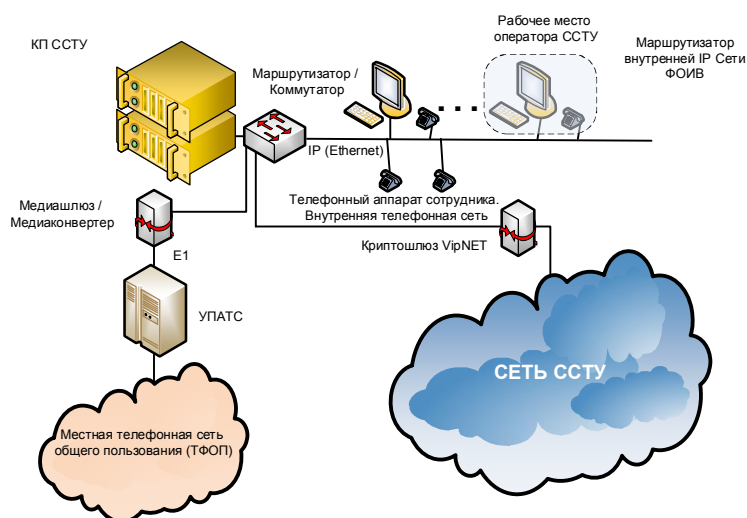 Рабочее место
оператора ССТУ
КП ССТУ
Маршрутизатор
внутренней IP Сети
ФОИВ
Маршрутизатор /
Коммутатор
IP (Ethernet)
Телефонный аппарат сотрудника.
Внутренняя телефонная сеть
Медиашлюз /
Медиаконвертер
Криптошлюз VipNET
E1
УПАТС
СЕТЬ ССТУ
Местная телефонная сеть
общего пользования (ТФОП)